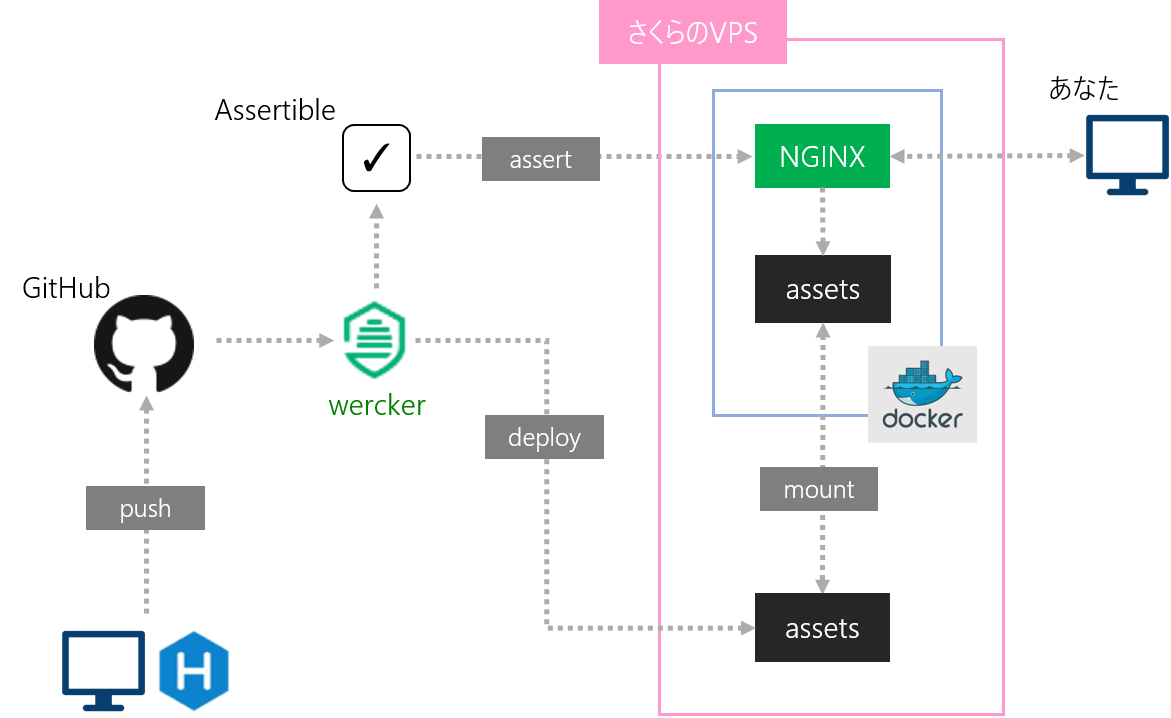 さくらのVPS
あなた
Assertible
assert
NGINX
assets
GitHub
wercker
docker
deploy
mount
push
assets
H